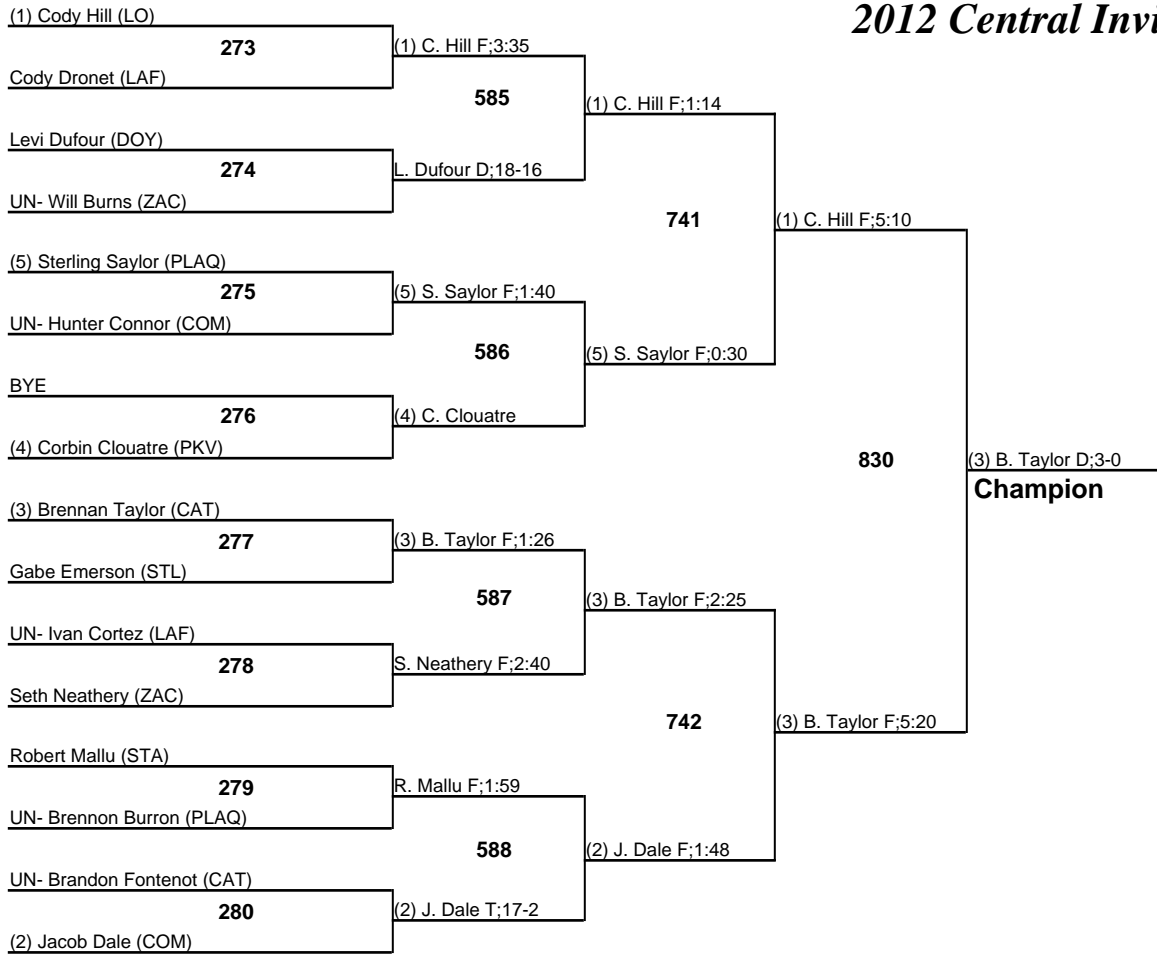 2012 Central Invi
(1) Cody Hill (LO)
273
Cody Dronet (LAF)
(1) C. Hill F;3:35
585
Levi Dufour (DOY)
274
UN- Will Burns (ZAC)
L. Dufour D;18-16
(1) C. Hill F;1:14
741
(5) Sterling Saylor (PLAQ)
275
UN- Hunter Connor (COM)
(5) S. Saylor F;1:40
586
BYE
276
(4) Corbin Clouatre (PKV)
(4) C. Clouatre
(5) S. Saylor F;0:30
(1) C. Hill F;5:10
830
(3) Brennan Taylor (CAT)
277
Gabe Emerson (STL)
(3) B. Taylor F;1:26
587
UN- Ivan Cortez (LAF)
278
Seth Neathery (ZAC)
S. Neathery F;2:40
(3) B. Taylor F;2:25
742
Robert Mallu (STA)
279
UN- Brennon Burron (PLAQ)
R. Mallu F;1:59
588
UN- Brandon Fontenot (CAT)
280
(2) Jacob Dale (COM)
(2) J. Dale T;17-2
(2) J. Dale F;1:48
(3) B. Taylor F;5:20
(3) B. Taylor D;3-0
Champion